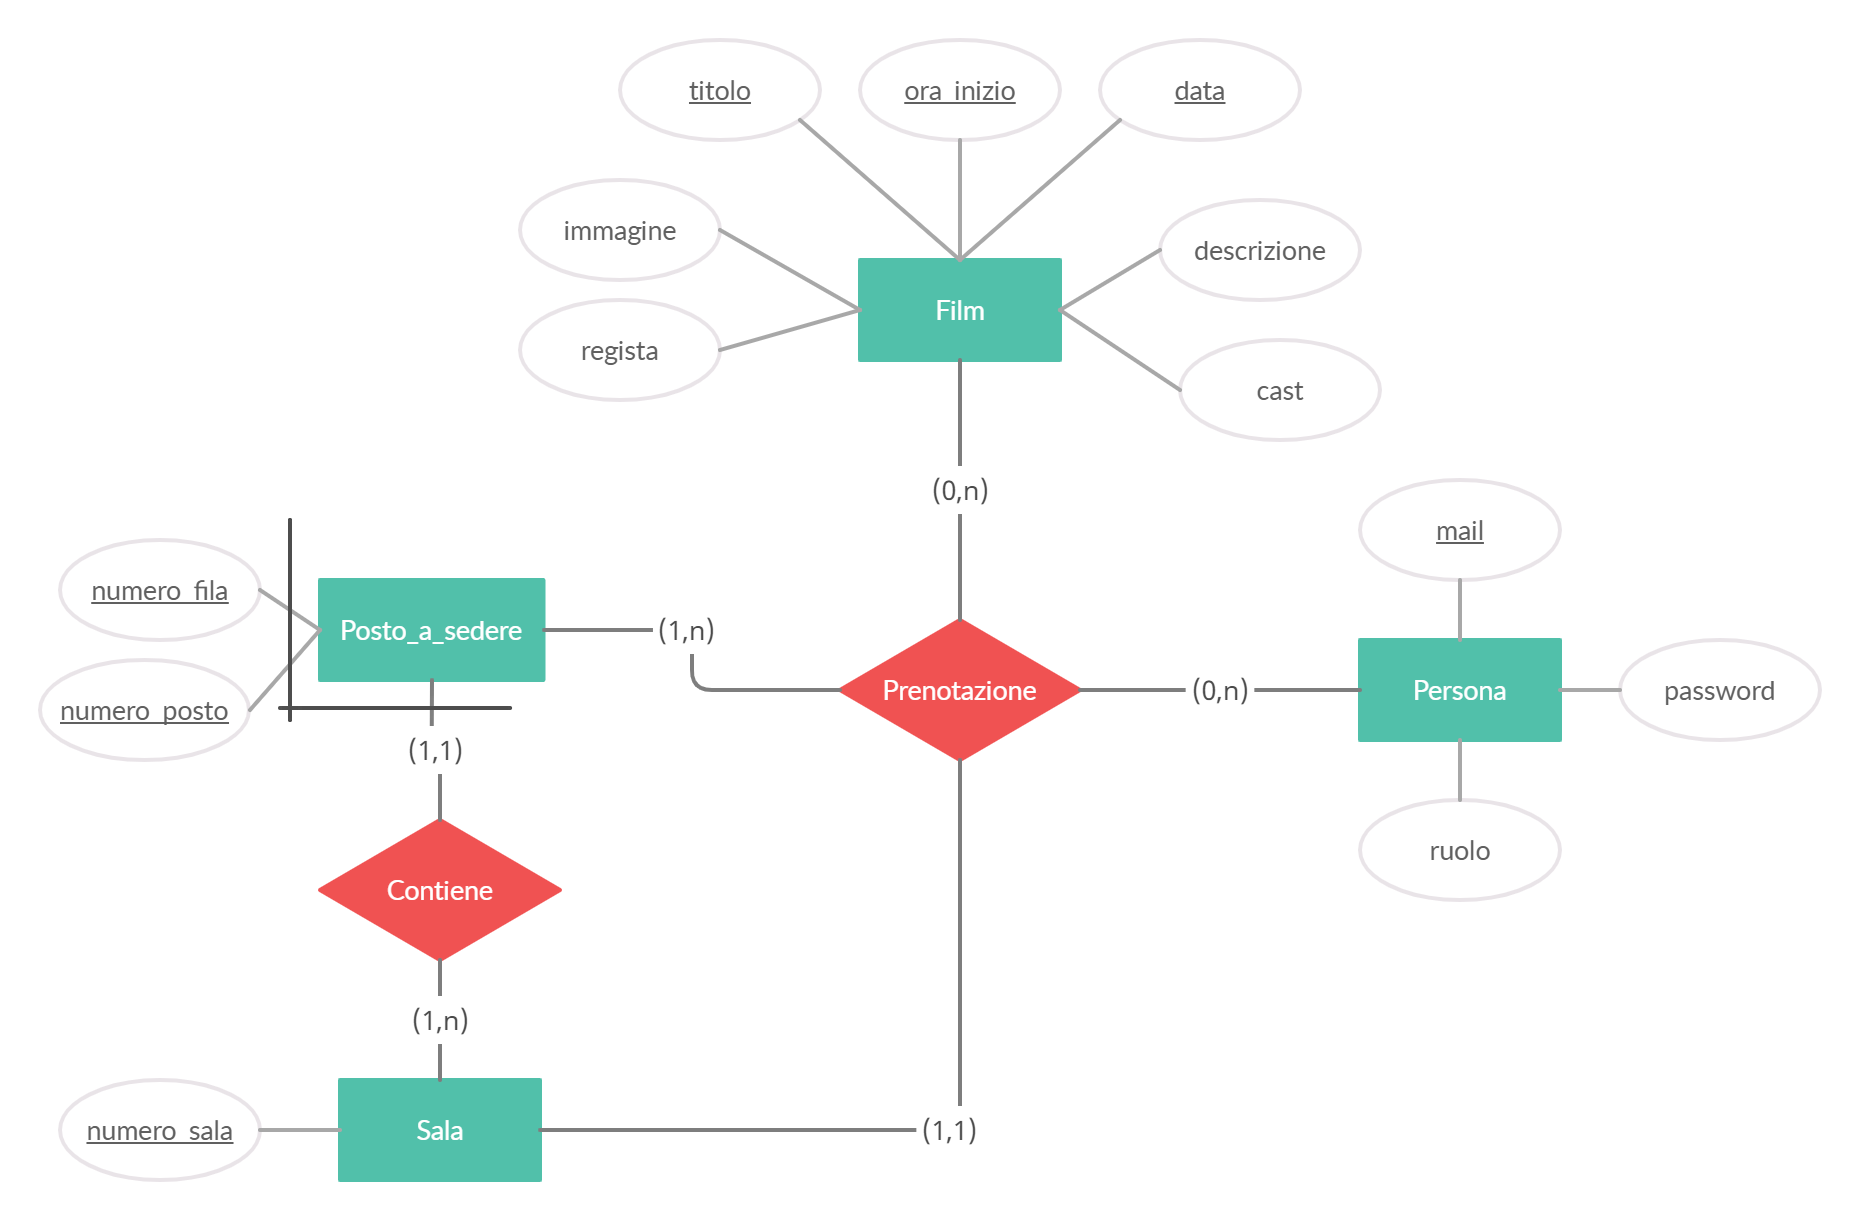 titolo
ora_inizio
data
immagine
descrizione
Film
regista
cast
(0,n)
mail
numero_fila
Posto_a_sedere
(1,n)
Prenotazione
(0,n)
Persona
password
numero_posto
(1,1)
ruolo
Contiene
(1,n)
numero_sala
Sala
(1,1)